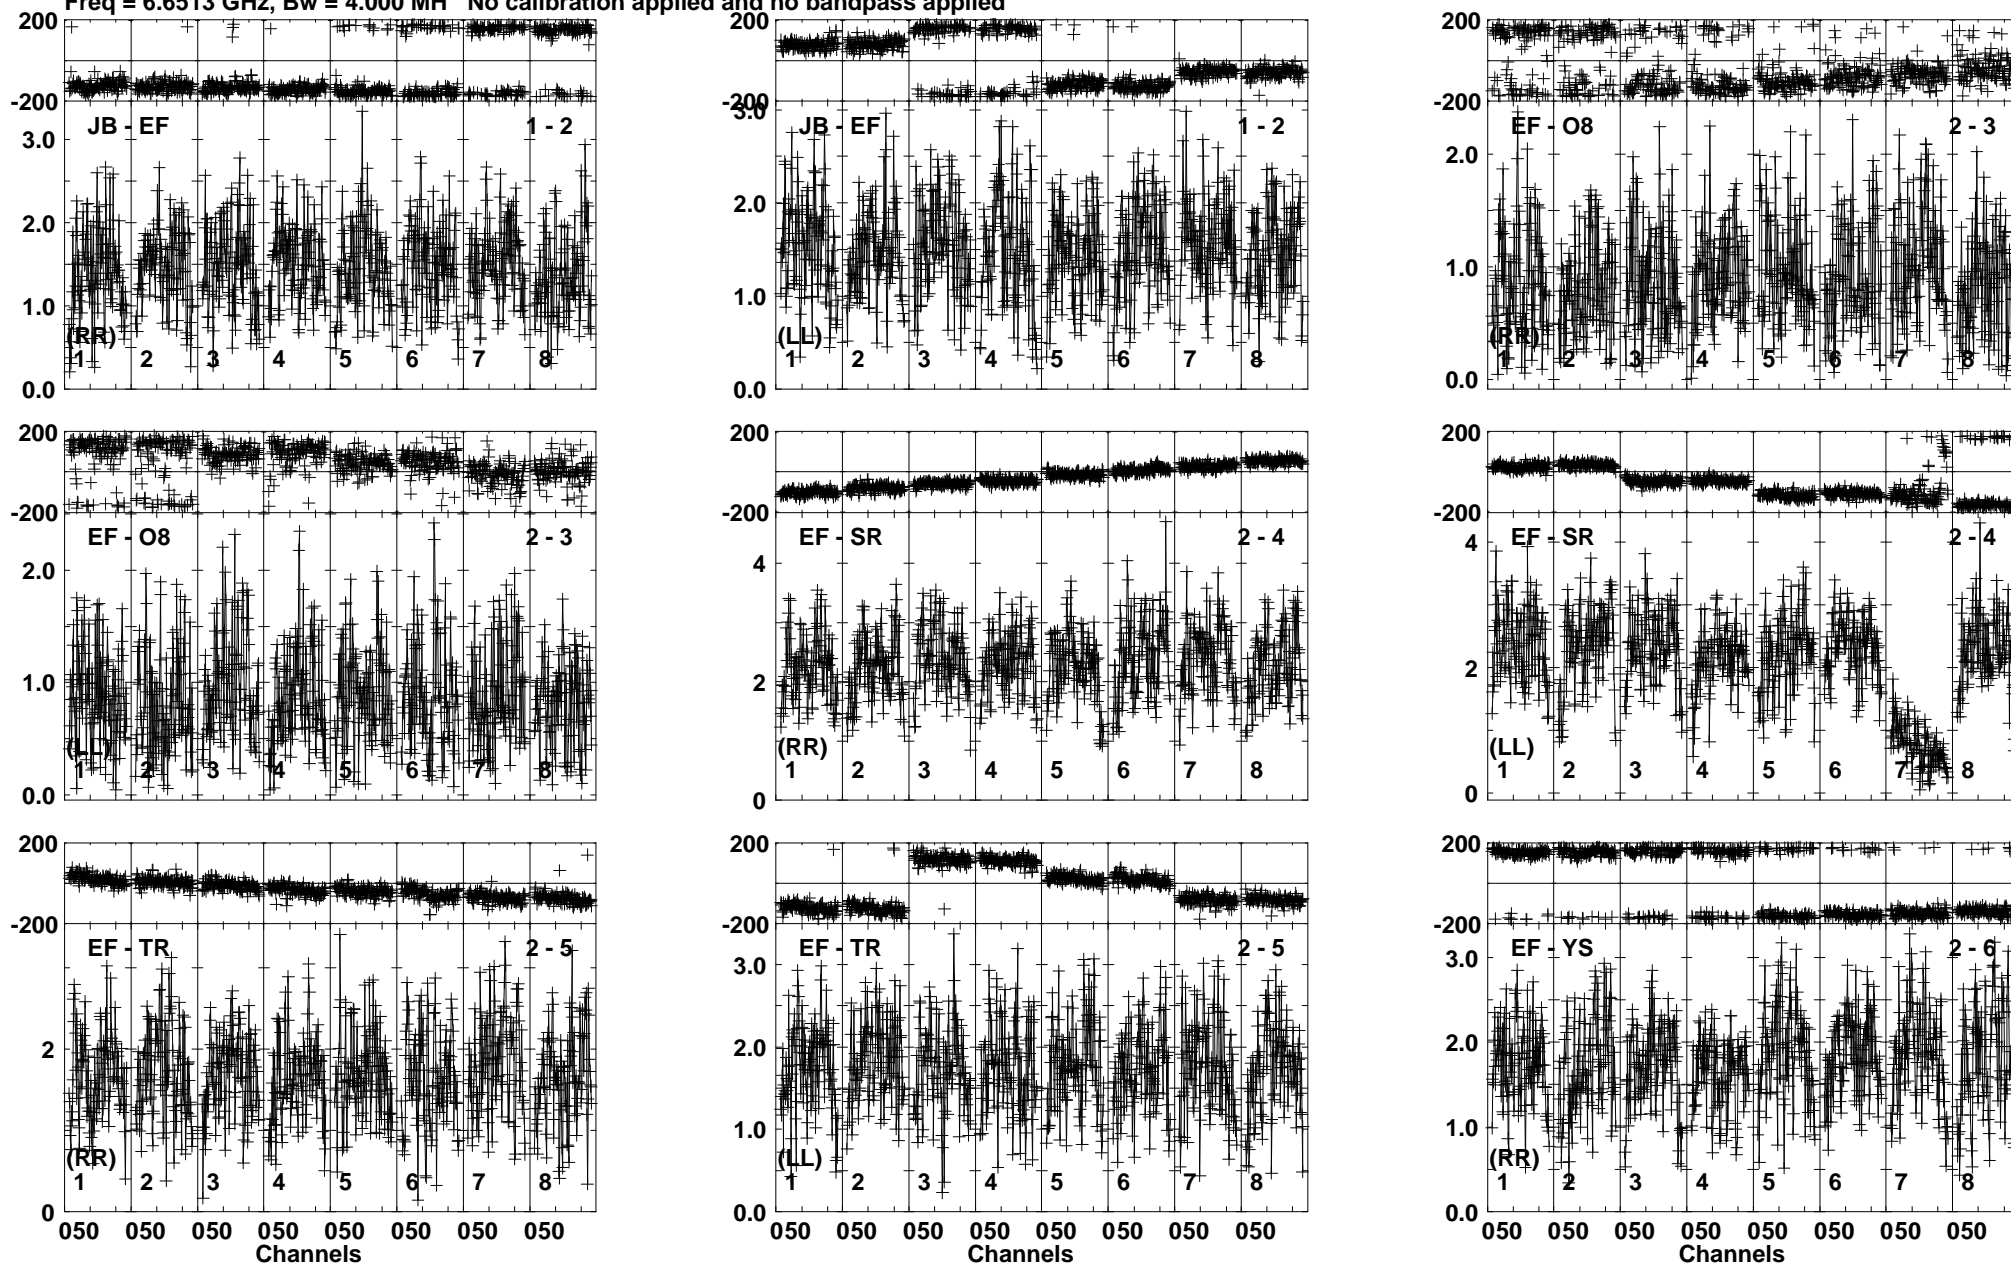 Freq = 6.6513 GHz, Bw = 4.000 MH No calibration applied and no bandpass applied
200 200 200
-200 -200 -200
JB - EF 1 - 2 JB - EF 1 - 2 EF - O8 2 - 3
3.0 3.0
2.0 2.0 2.0
1.0 1.0 1.0
(RR) (LL) (RR)
1 2 3 4 5 6 7 8 1 2 3 4 5 6 7 8 1 2 3 4 5 6 7 8
0.0 0.0 0.0
200 200 200
-200 -200 -200
EF - O8 2 - 3 EF - SR 2 - 4 EF - SR 2 - 4
2.0 4 4
1.0 2 2
(LL) (RR) (LL)
1 2 3 4 5 6 7 8 1 2 3 4 5 6 7 8 1 2 3 4 5 6 7 8
0.0 0 0
200 200 200
-200 -200 -200
EF - TR 2 - 5 EF - TR 2 - 5 EF - YS 2 - 6
3.0 3.0
2 2.0 2.0
1.0 1.0
(RR) (LL) (RR)
1 2 3 4 5 6 7 8 1 2 3 4 5 6 7 8 1 2 3 4 5 6 7 8
0 0.0 0.0
050 050 050 050 050 050 050 050 050 050 050 050 050 050 050 050 050 050 050 050 050 050 050 050
Channels Channels Channels